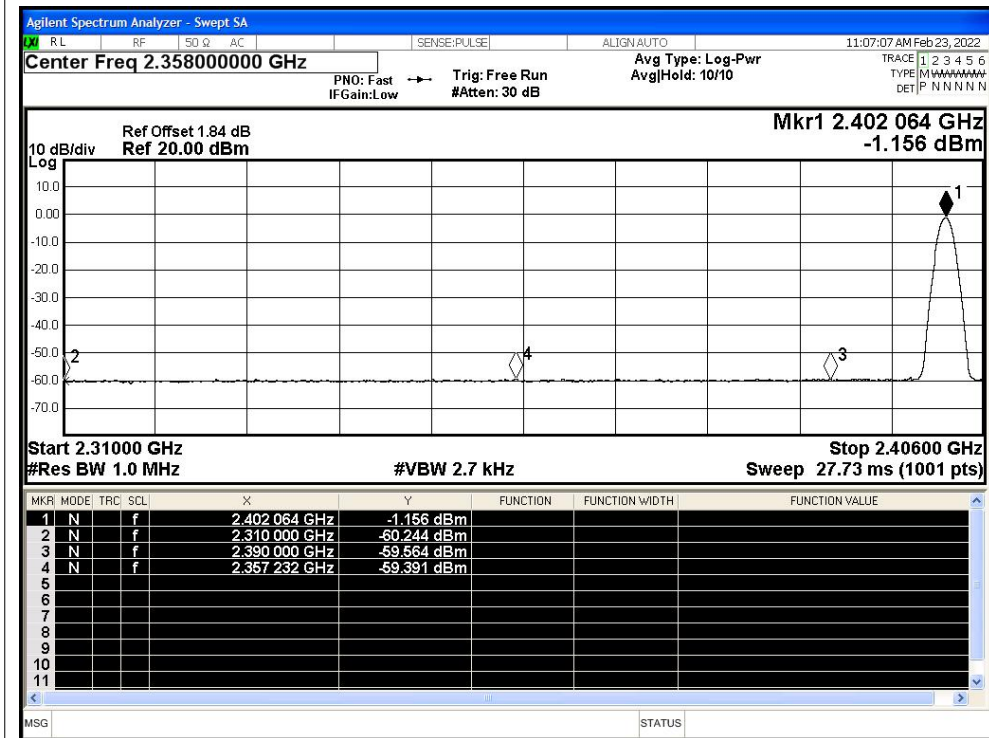 Agilent Spectrum Analyzer - Swept SA
LXI RL RF 50 Ω AC SENSE:PULSE ALIGN AUTO 11:07:07 AM Feb 23, 2022
Center Freq 2.358000000 GHz
PNO: Fast
IFGain:Low
Trig: Free Run
#Atten: 30 dB
Avg Type: Log-Pwr
Avg|Hold: 10/10
TRACE 1 2 3 4 5 6
TYPE M WWWWW
DET P N N N N N
Mkr1 2.402 064 GHz
-1.156 dBm
Ref Offset 1.84 dB
10 dB/div Ref 20.00 dBm
Log
10.0
0.00
-10.0
-20.0
-30.0
-40.0
-50.0
-60.0
-70.0
1
2
4
3
Start 2.31000 GHz Stop 2.40600 GHz
#Res BW 1.0 MHz #VBW 2.7 kHz Sweep 27.73 ms (1001 pts)
MKR MODE TRC SCL X Y FUNCTION FUNCTION WIDTH FUNCTION VALUE
1 N f 2.402 064 GHz -1.156 dBm
2 N f 2.310 000 GHz -60.244 dBm
3 N f 2.390 000 GHz -59.564 dBm
4 N f 2.357 232 GHz -59.391 dBm
5
6
7
8
9
10
11
MSG STATUS